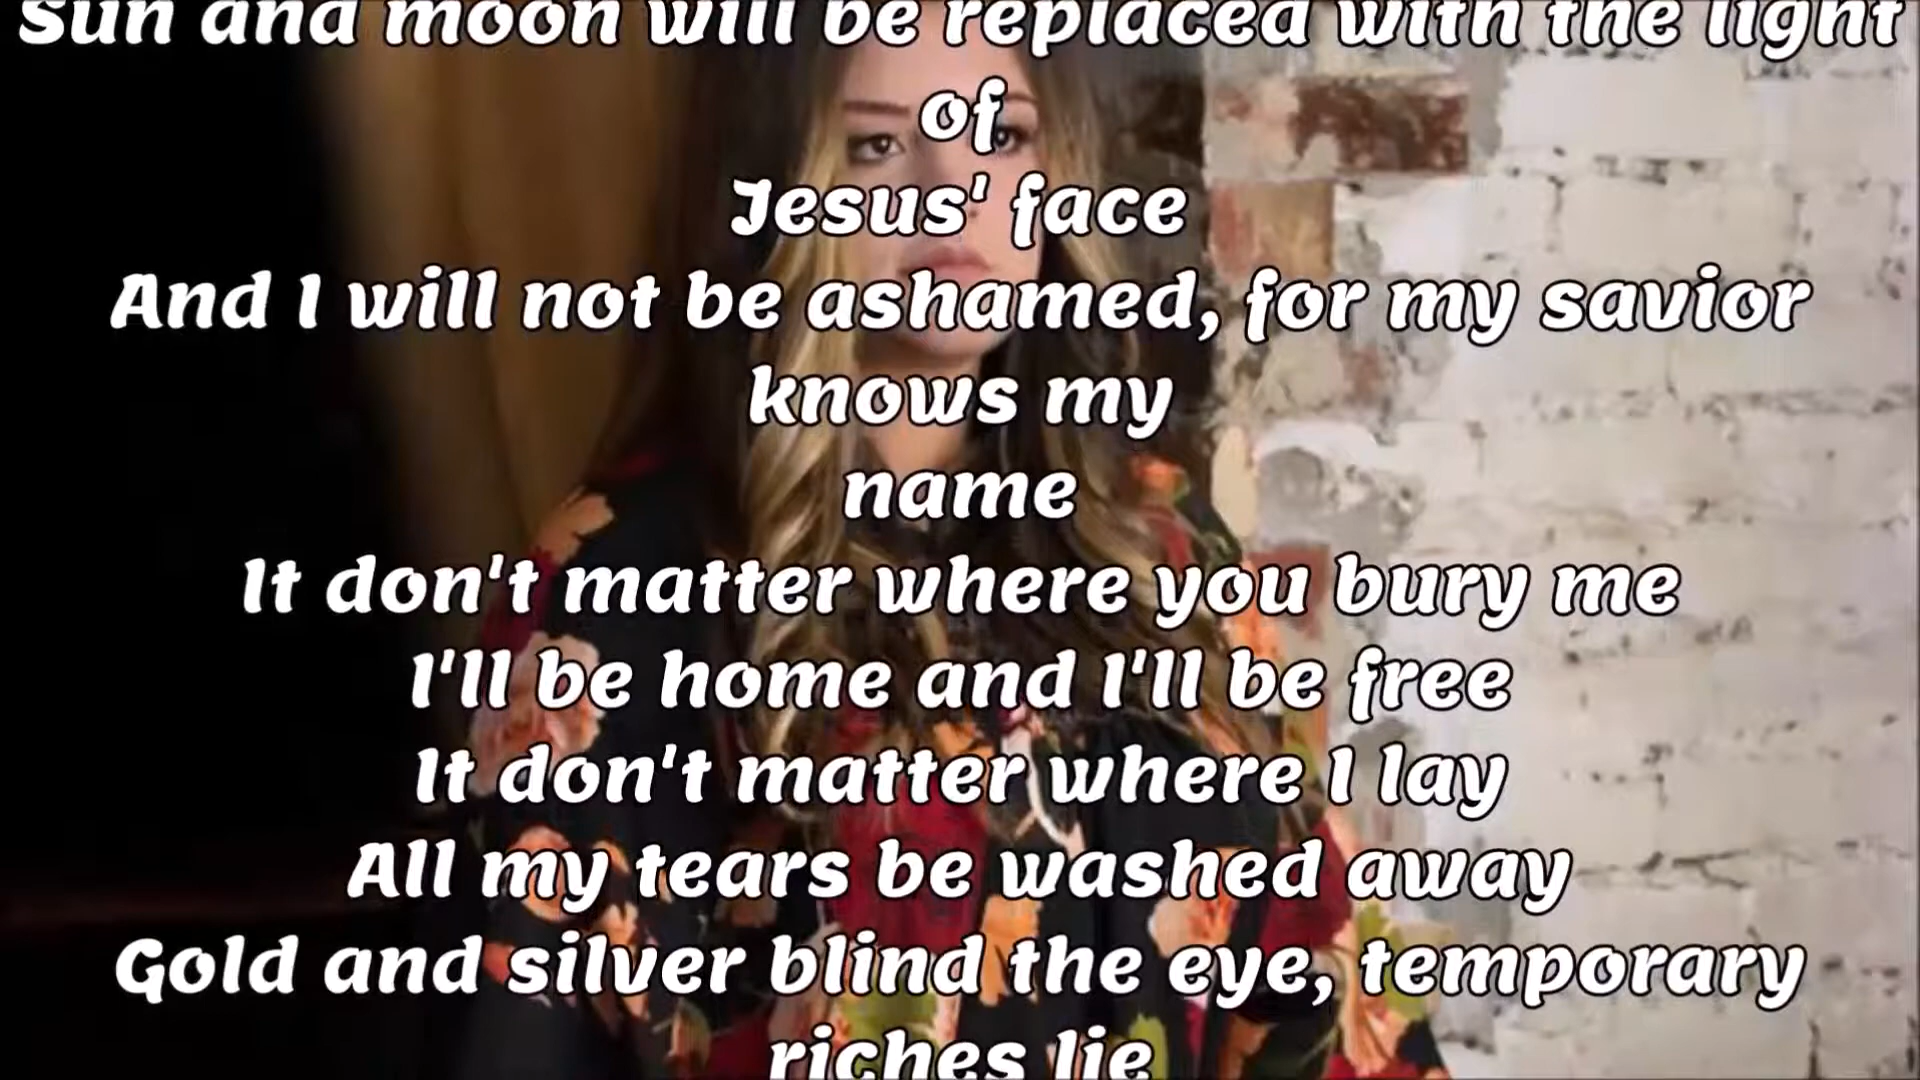 Sun and moon will be replaced with the light
of
Jesus' face
And I will not be ashamed, for my savior
knows my
name
It don't matter where you bury me
I'll be home and I'll be free
It don't matter where I lay
All my tears be washed away
Gold and silver blind the eye, temporary
riches lie